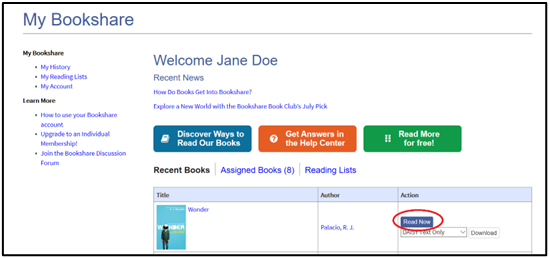 My Bookshare
My Bookshare
My History
My Reading Lists
My Account
Learn More
How to use your Bookshare
account
Upgrade to an Individual
Membership!
Join the Bookshare Discussion
Forum
Welcome Jane Doe
Recent News
How Do Books Get Into Bookshare?
Explore a New World with the Bookshare Book Club's July Pick
Discover Ways to
Read Our Books
Get Answers in
the Help Center
Read More
for free!
Recent Books Assigned Books (8) Reading Lists
Title Author Action
Wonder
WONDER
Palacio, R. J.
Read Now
DAISY Text Only Download